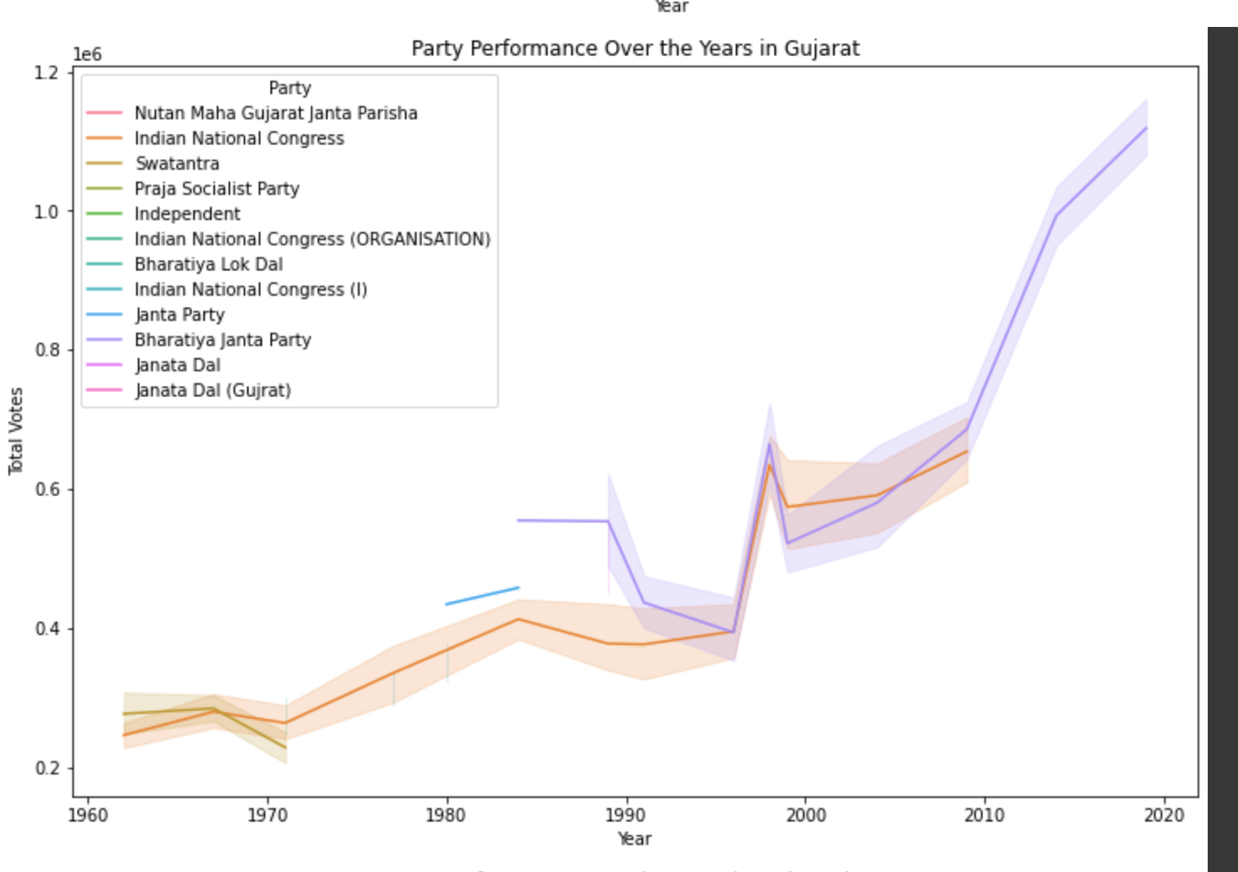 Year
Party Performance Over the Years in Gujarat
1e6
1.2
1.0
0.8
0.6
0.4
0.2
Total Votes
Party
Nutan Maha Gujarat Janta Parisha
Indian National Congress
Swatantra
Praja Socialist Party
Independent
Indian National Congress (ORGANISATION)
Bharatiya Lok Dal
Indian National Congress (I)
Janta Party
Bharatiya Janta Party
Janata Dal
Janata Dal (Gujrat)
1960 1970 1980 1990 2000 2010 2020
Year